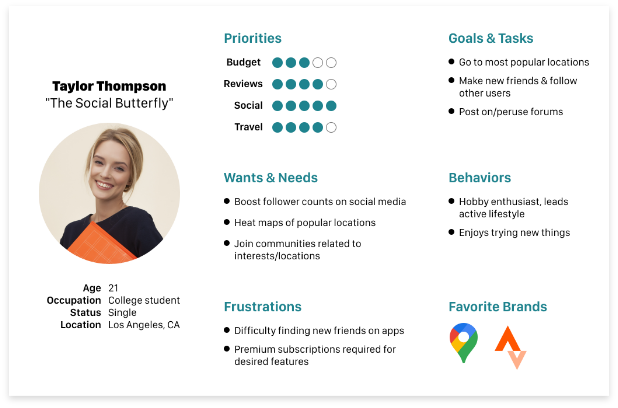 Taylor Thompson
"The Social Butterfly"
Age 21
Occupation College student
Status Single
Location Los Angeles, CA
Priorities
Budget
Reviews
Social
Travel
Wants & Needs
Boost follower counts on social media
Heat maps of popular locations
Join communities related to
interests/locations
Frustrations
Difficulty finding new friends on apps
Premium subscriptions required for
desired features
Goals & Tasks
Go to most popular locations
Make new friends & follow
other users
Post on/peruse forums
Behaviors
Hobby enthusiast, leads
active lifestyle
Enjoys trying new things
Favorite Brands